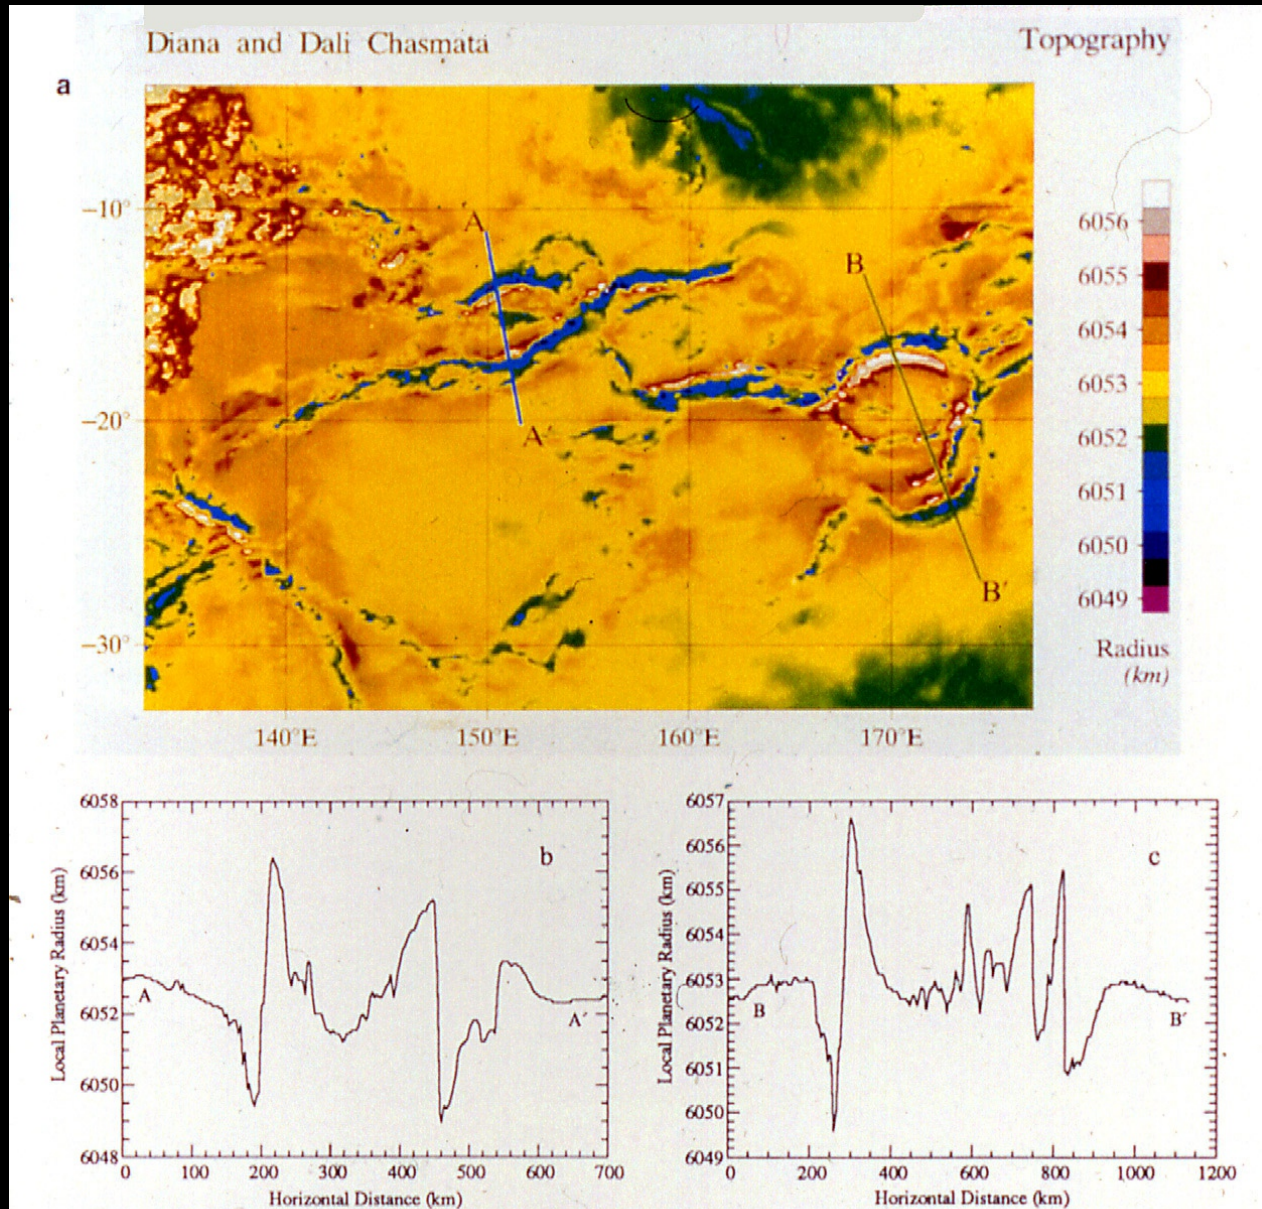 Diana and Dali Chasmata
Topography
a
−10°
−20°
−30°
A
A′
B
B′
140°E
150°E
160°E
170°E
6056
6055
6054
6053
6052
6051
6050
6049
Radius
(km)
6058
6056
6054
6052
6050
6048
Local Planetary Radius (km)
b
A
A′
0
100
200
300
400
500
600
700
Horizontal Distance (km)
6057
6056
6055
6054
6053
6052
6051
6050
6049
Local Planetary Radius (km)
c
B
B′
0
200
400
600
800
1000
1200
Horizontal Distance (km)